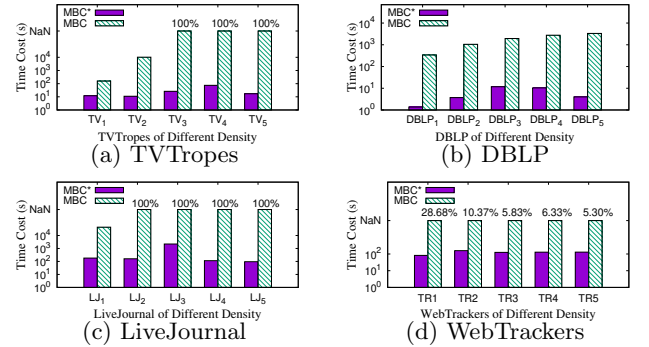 MBC*
MBC
100% 100% 100%
Time Cost (s)
NaN
10^4
10^3
10^2
10^1
10^0
TV1 TV2 TV3 TV4 TV5
TVTropes of Different Density
(a) TVTropes
MBC*
MBC
Time Cost (s)
10^4
10^3
10^2
10^1
10^0
DBLP1 DBLP2 DBLP3 DBLP4 DBLP5
DBLP of Different Density
(b) DBLP
MBC*
MBC
100% 100% 100% 100%
Time Cost (s)
NaN
10^4
10^3
10^2
10^1
10^0
LJ1 LJ2 LJ3 LJ4 LJ5
LiveJournal of Different Density
(c) LiveJournal
MBC*
MBC
28.68% 10.37% 5.83% 6.33% 5.30%
Time Cost (s)
NaN
10^2
10^1
10^0
TR1 TR2 TR3 TR4 TR5
WebTrackers of Different Density
(d) WebTrackers